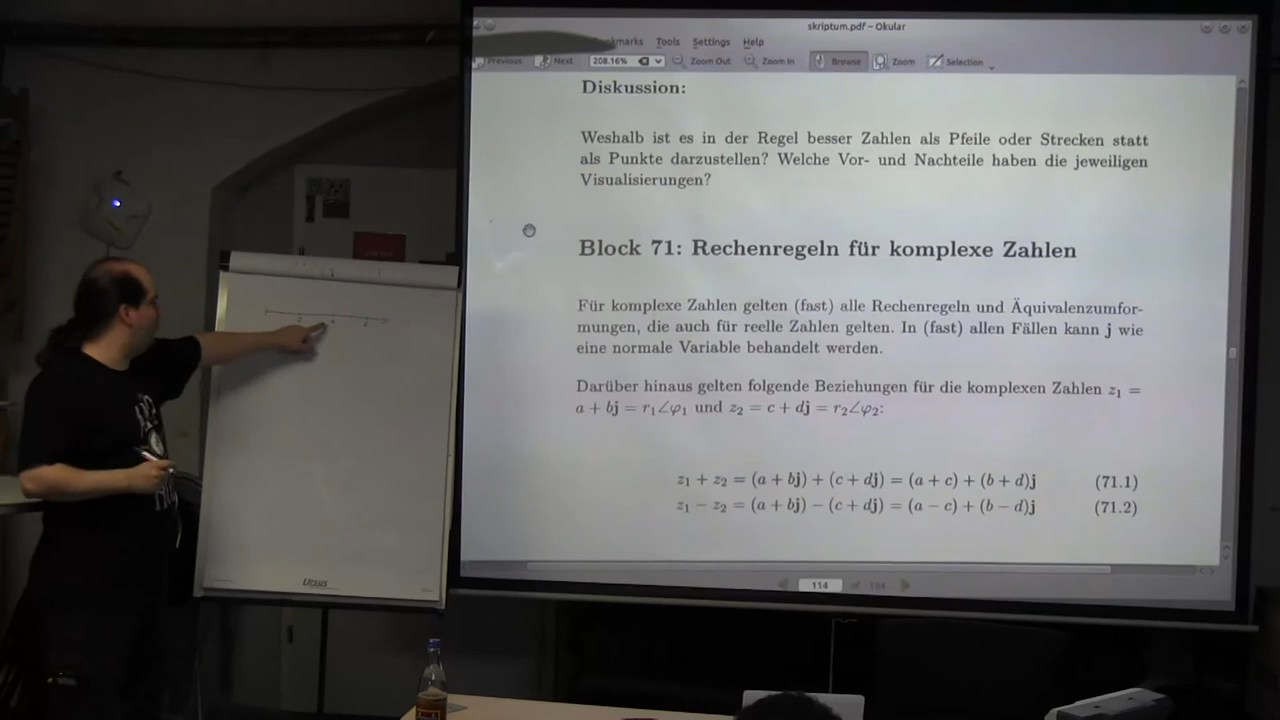 skriptum.pdf – Okular
Tools Settings Help
Previous Next 208.16% Zoom Out Zoom In Browse Zoom Selection
Diskussion:
Weshalb ist es in der Regel besser Zahlen als Pfeile oder Strecken statt
als Punkte darzustellen? Welche Vor- und Nachteile haben die jeweiligen
Visualisierungen?
Block 71: Rechenregeln für komplexe Zahlen
Für komplexe Zahlen gelten (fast) alle Rechenregeln und Äquivalenzumfor-
mungen, die auch für reelle Zahlen gelten. In (fast) allen Fällen kann j wie
eine normale Variable behandelt werden.
Darüber hinaus gelten folgende Beziehungen für die komplexen Zahlen z₁ =
a + bj = r₁∠φ₁ und z₂ = c + dj = r₂∠φ₂:
z₁ + z₂ = (a + bj) + (c + dj) = (a + c) + (b + d)j (71.1)
z₁ − z₂ = (a + bj) − (c + dj) = (a − c) + (b − d)j (71.2)
114 of 194